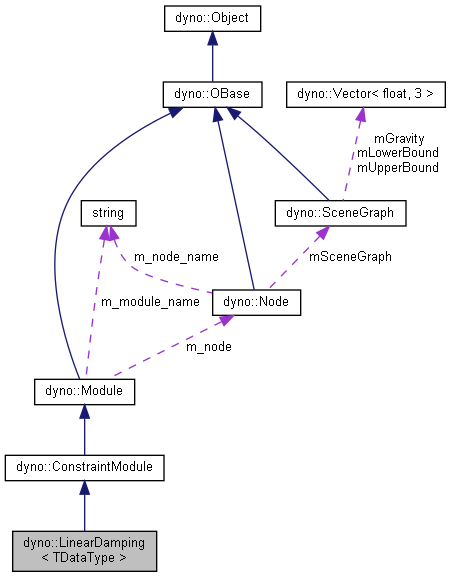 dyno::Object
dyno::OBase
dyno::Vector< float, 3 >
mGravity
mLowerBound
mUpperBound
string
dyno::SceneGraph
m_node_name
mSceneGraph
m_module_name
dyno::Node
m_node
dyno::Module
dyno::ConstraintModule
dyno::LinearDamping
< TDataType >